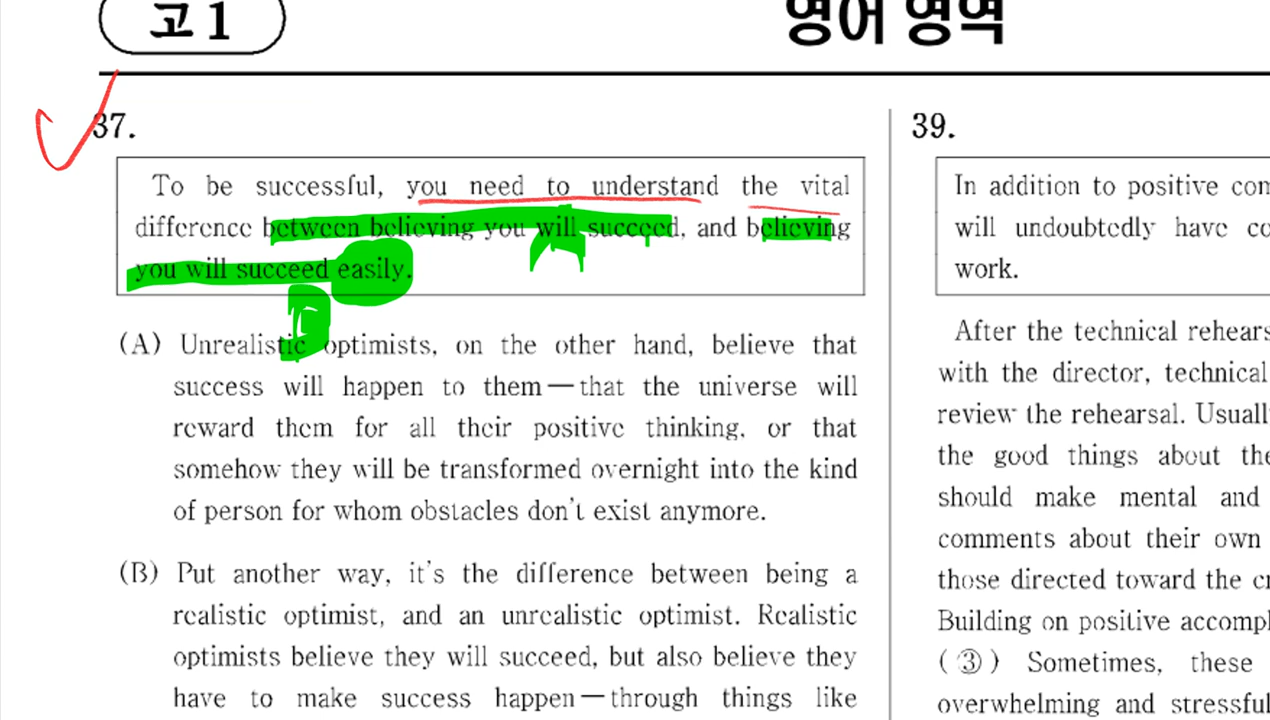 고1
영어 영역
37.
To be successful, you need to understand the vital
difference between believing you will succeed, and believing
you will succeed easily.
(A) Unrealistic optimists, on the other hand, believe that
success will happen to them—that the universe will
reward them for all their positive thinking, or that
somehow they will be transformed overnight into the kind
of person for whom obstacles don't exist anymore.
(B) Put another way, it's the difference between being a
realistic optimist, and an unrealistic optimist. Realistic
optimists believe they will succeed, but also believe they
have to make success happen—through things like
39.
In addition to positive
will undoubtedly have
work.
After the technical
with the director, technical
review the rehearsal.
the good things about
should make mental and
comments about their own
those directed toward the
Building on positive
( ③ ) Sometimes, these
overwhelming and